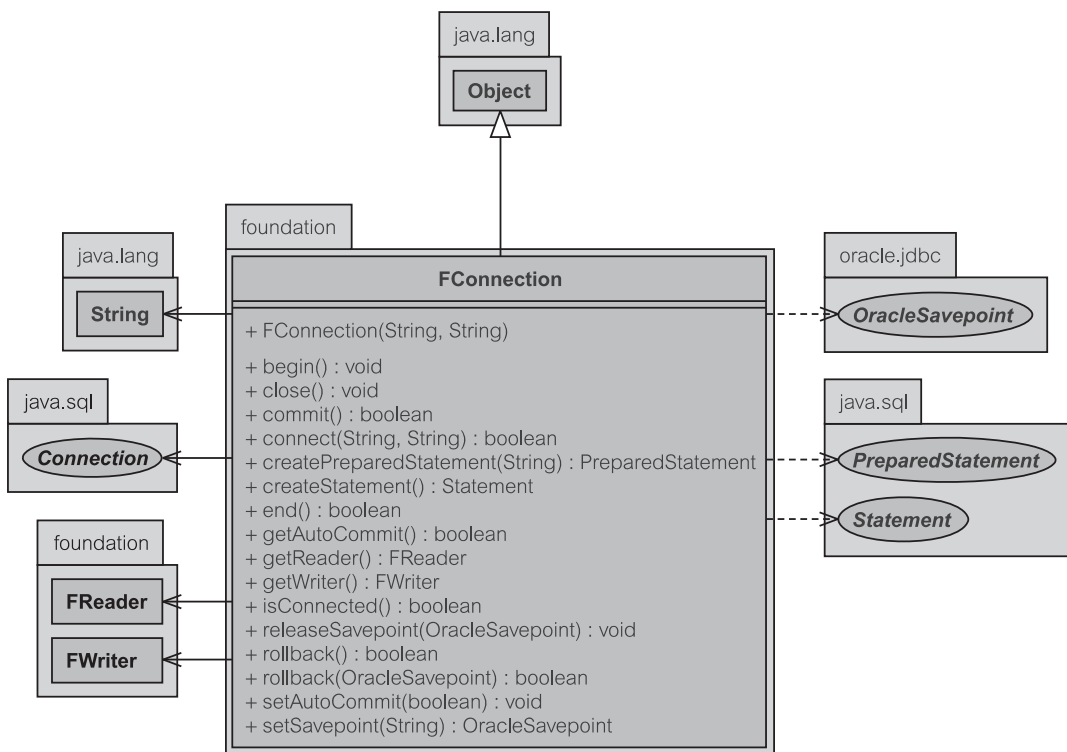 java.lang
Object
foundation
java.lang
String
java.sql
Connection
foundation
FReader
FWriter
FConnection
+ FConnection(String, String)
+ begin() : void
+ close() : void
+ commit() : boolean
+ connect(String, String) : boolean
+ createPreparedStatement(String) : PreparedStatement
+ createStatement() : Statement
+ end() : boolean
+ getAutoCommit() : boolean
+ getReader() : FReader
+ getWriter() : FWriter
+ isConnected() : boolean
+ releaseSavepoint(OracleSavepoint) : void
+ rollback() : boolean
+ rollback(OracleSavepoint) : boolean
+ setAutoCommit(boolean) : void
+ setSavepoint(String) : OracleSavepoint
oracle.jdbc
OracleSavepoint
java.sql
PreparedStatement
Statement